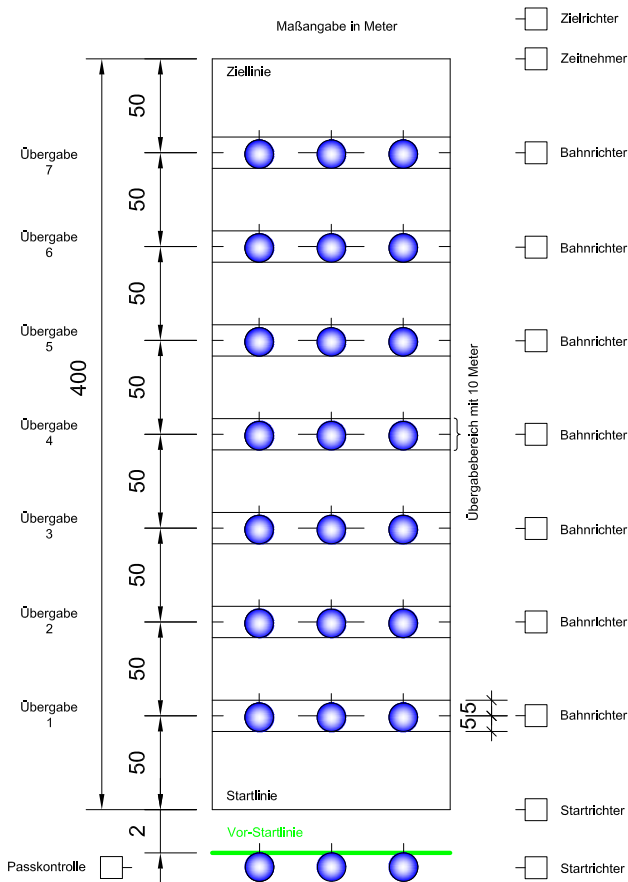 Zielrichter
Maßangabe in Meter
Zeitnehmer
Ziellinie
50
Übergabe
7
Bahnrichter
50
Übergabe
6
Bahnrichter
50
Übergabe
5
Bahnrichter
400
50
Übergabebereich mit 10 Meter
Übergabe
4
Bahnrichter
50
Übergabe
3
Bahnrichter
50
Übergabe
2
Bahnrichter
50
Übergabe
1
5 5
Bahnrichter
50
Startlinie
Startrichter
2
Vor-Startlinie
Passkontrolle
Startrichter